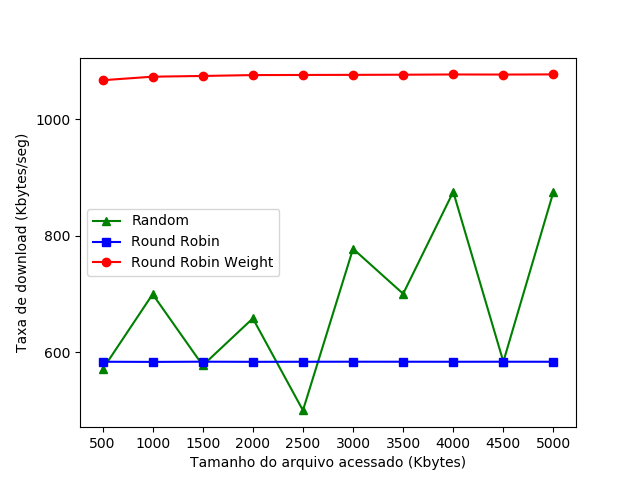 Taxa de download (Kbytes/seg)
1000
800
600
Random
Round Robin
Round Robin Weight
500 1000 1500 2000 2500 3000 3500 4000 4500 5000
Tamanho do arquivo acessado (Kbytes)